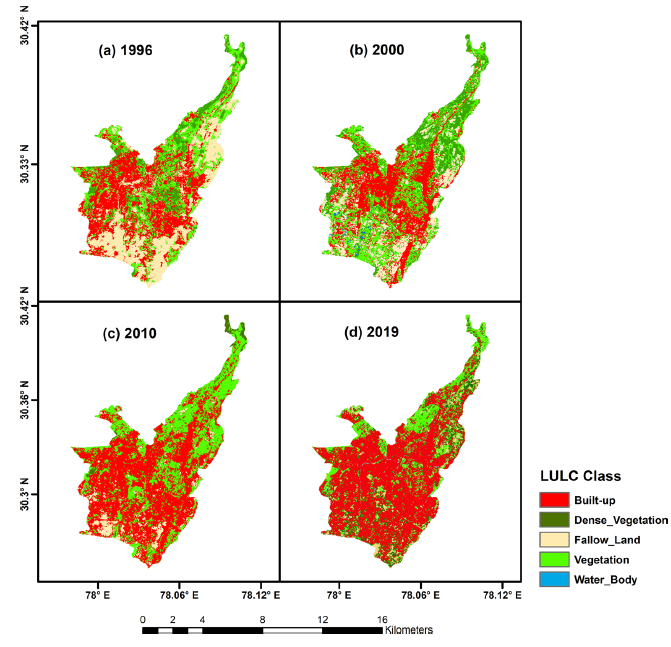 30.42° N
(a) 1996
(b) 2000
30.33° N
30.42° N
(c) 2010
(d) 2019
30.36° N
30.3° N
78° E
78.06° E
78.12° E
78° E
78.06° E
78.12° E
0 2 4 8 12 16
Kilometers
LULC Class
Built-up
Dense_Vegetation
Fallow_Land
Vegetation
Water_Body